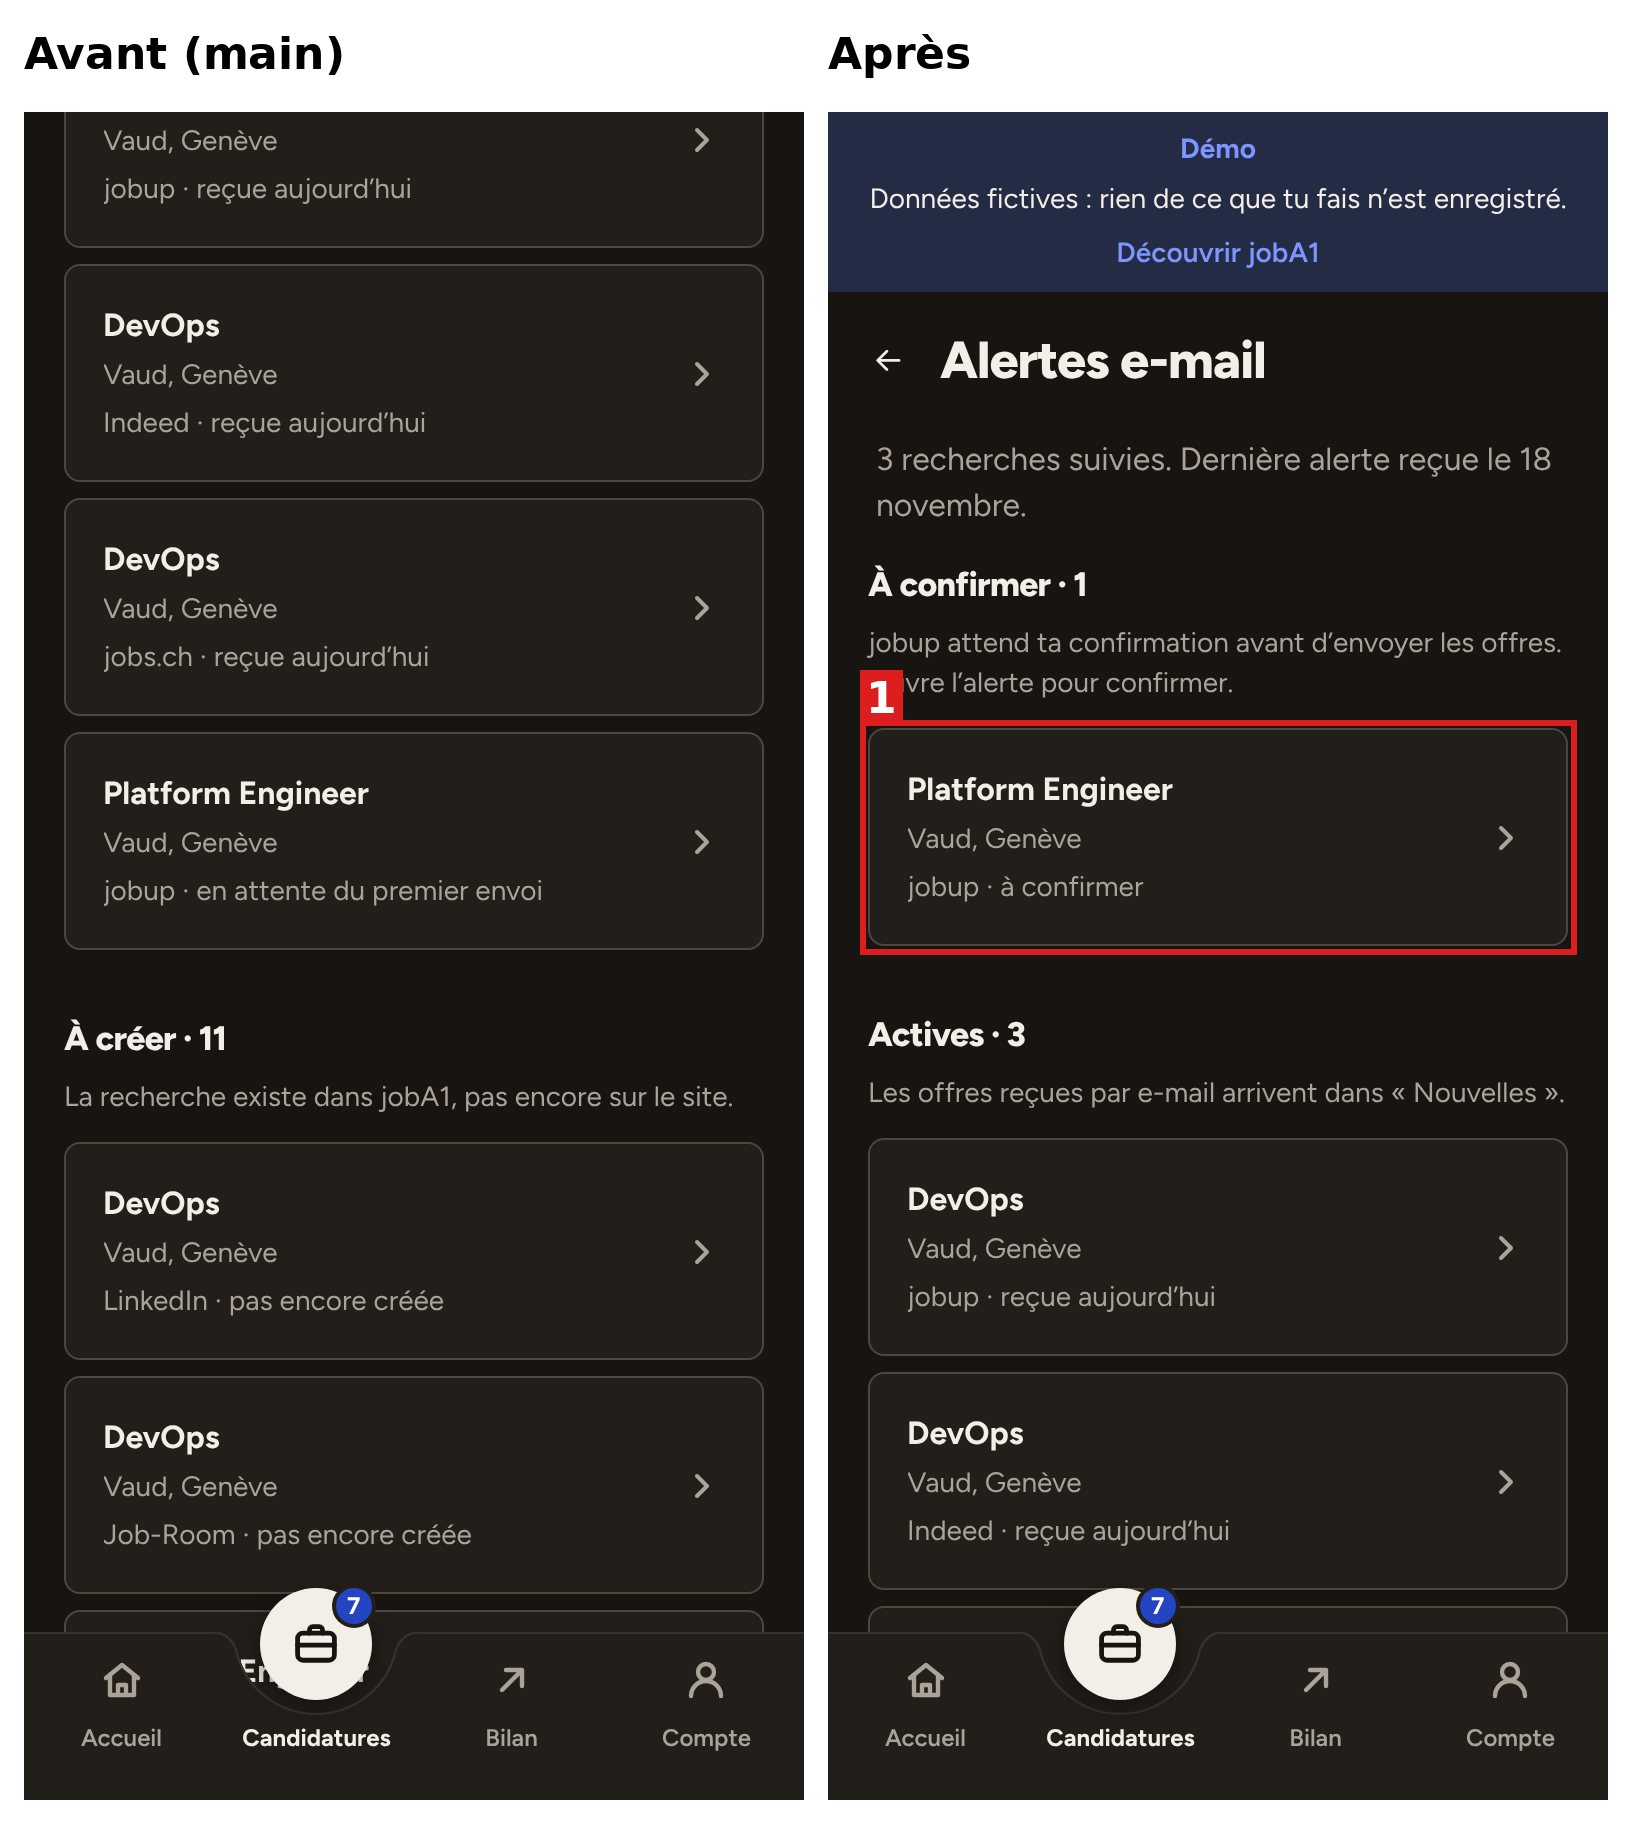 Avant (main)
Vaud, Genève
jobup · reçue aujourd’hui
DevOps
Vaud, Genève
Indeed · reçue aujourd’hui
DevOps
Vaud, Genève
jobs.ch · reçue aujourd’hui
Platform Engineer
Vaud, Genève
jobup · en attente du premier envoi
À créer · 11
La recherche existe dans jobA1, pas encore sur le site.
DevOps
Vaud, Genève
LinkedIn · pas encore créée
DevOps
Vaud, Genève
Job-Room · pas encore créée
7
Accueil
Candidatures
Bilan
Compte
Après
Démo
Données fictives : rien de ce que tu fais n’est enregistré.
Découvrir jobA1
Alertes e-mail
3 recherches suivies. Dernière alerte reçue le 18
novembre.
À confirmer · 1
jobup attend ta confirmation avant d’envoyer les offres.
l’alerte pour confirmer.
1
Platform Engineer
Vaud, Genève
jobup · à confirmer
Actives · 3
Les offres reçues par e-mail arrivent dans « Nouvelles ».
DevOps
Vaud, Genève
jobup · reçue aujourd’hui
DevOps
Vaud, Genève
Indeed · reçue aujourd’hui
7
Accueil
Candidatures
Bilan
Compte